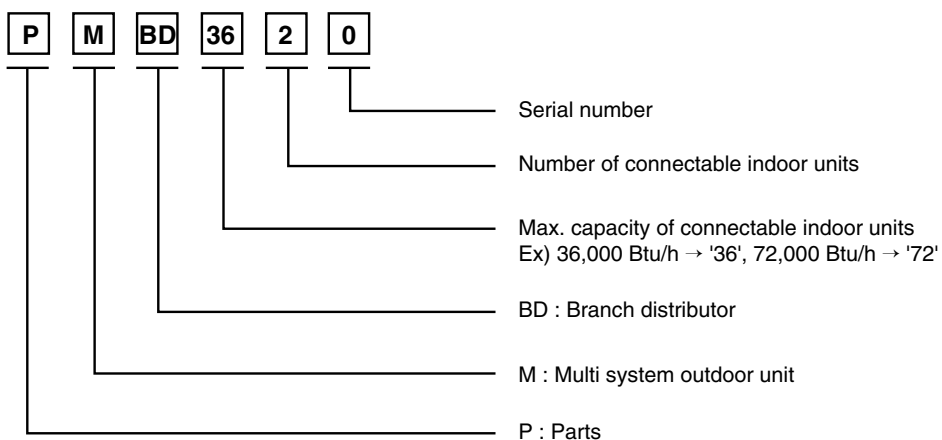 P M BD 36 2 0
Serial number
Number of connectable indoor units
Max. capacity of connectable indoor units
Ex) 36,000 Btu/h → '36', 72,000 Btu/h → '72'
BD : Branch distributor
M : Multi system outdoor unit
P : Parts